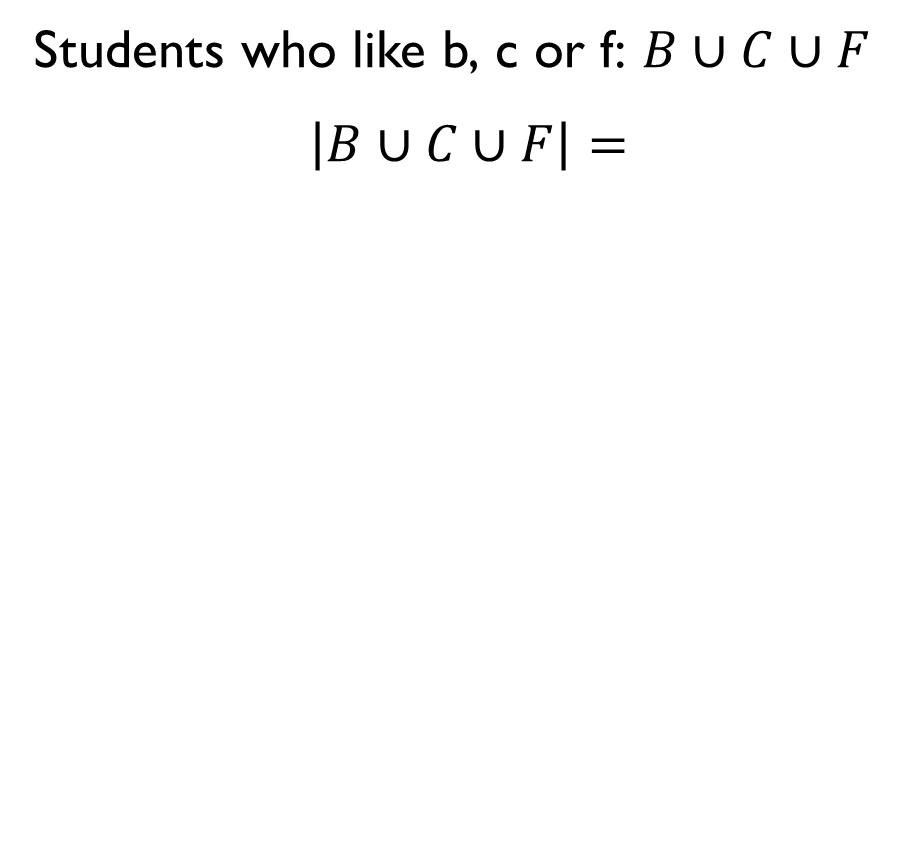 Students who like b, c or f: 𝐵 ∪ 𝐶 ∪ 𝐹
|𝐵 ∪ 𝐶 ∪ 𝐹| =